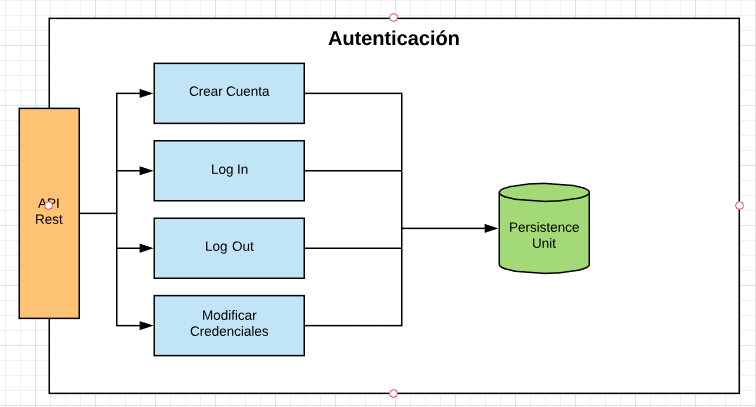 Autenticación
API
Rest
Crear Cuenta
Log In
Log Out
Modificar
Credenciales
Persistence
Unit